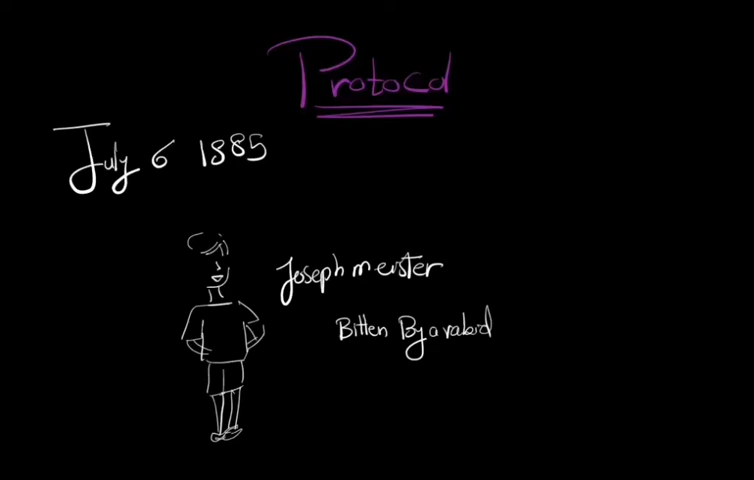 Protocol
July 6 1885
Joseph meister
Bitten By a rabid